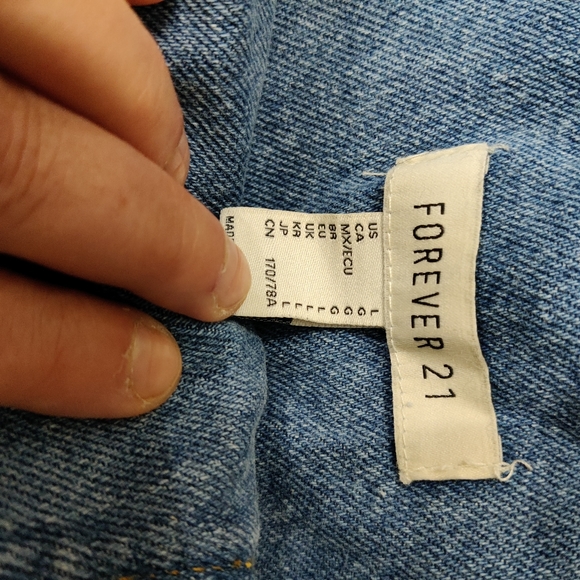 FOREVER 21
US L
CA G
MX/ECU G
BR G
EU L
UK L
KR L
JP L
CN 170/78A L